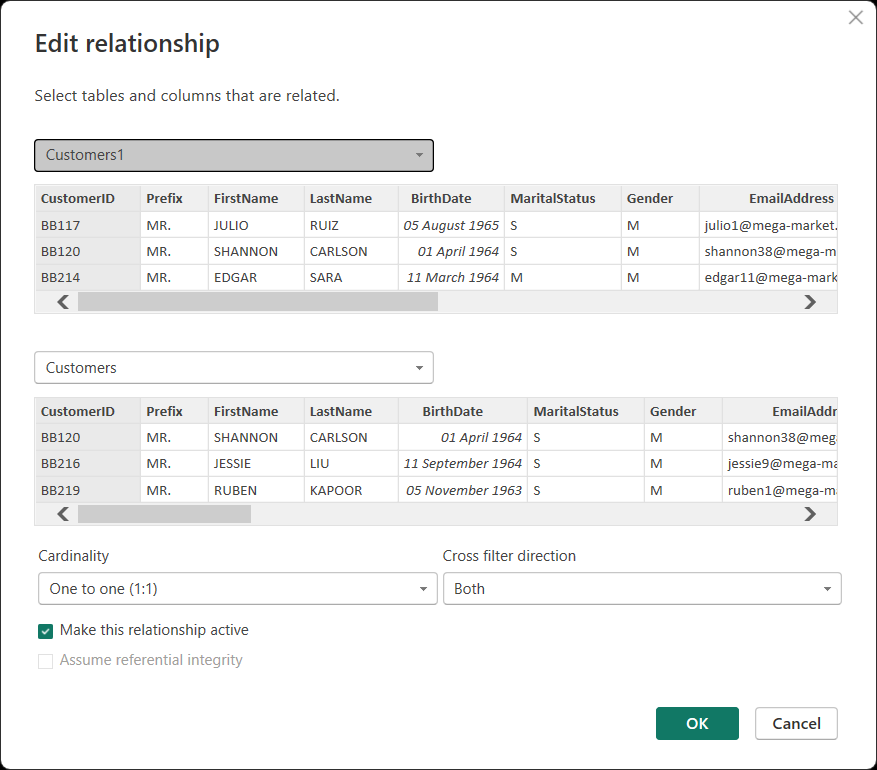 Edit relationship
Select tables and columns that are related.
Customers1
CustomerID Prefix FirstName LastName BirthDate MaritalStatus Gender EmailAddress
BB117 MR. JULIO RUIZ 05 August 1965 S M julio1@mega-market.
BB120 MR. SHANNON CARLSON 01 April 1964 S M shannon38@mega-m
BB214 MR. EDGAR SARA 11 March 1964 M M edgar11@mega-mark
Customers
CustomerID Prefix FirstName LastName BirthDate MaritalStatus Gender EmailAddr
BB120 MR. SHANNON CARLSON 01 April 1964 S M shannon38@meg
BB216 MR. JESSIE LIU 11 September 1964 S M jessie9@mega-ma
BB219 MR. RUBEN KAPOOR 05 November 1963 S M ruben1@mega-m
Cardinality Cross filter direction
One to one (1:1) Both
Make this relationship active
Assume referential integrity
OK Cancel